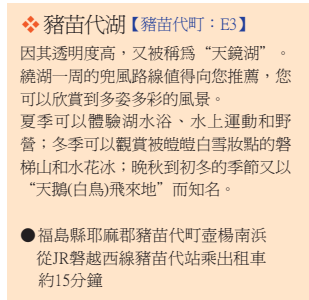 ❖ 豬苗代湖【豬苗代町：E3】
因其透明度高，又被稱爲“天鏡湖”。
繞湖一周的兜風路線值得向您推薦，您
可以欣賞到多姿多彩的風景。
夏季可以體驗湖水浴、水上運動和野
營；冬季可以觀賞被皚皚白雪妝點的磐
梯山和水花冰；晚秋到初冬的季節又以
“天鵝(白鳥)飛來地”而知名。
●福島縣耶麻郡豬苗代町壺楊南浜
從JR磐越西線豬苗代站乘出租車
約15分鐘